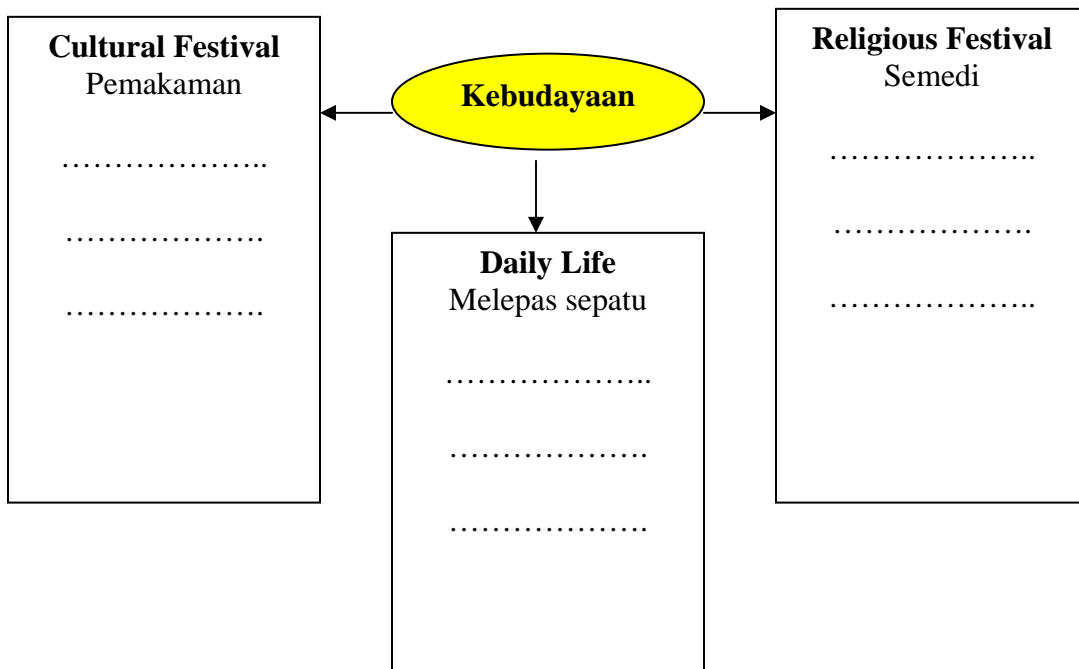 Cultural Festival
Pemakaman
…………………..
……………….
……………….
Kebudayaan
Religious Festival
Semedi
…………………..
……………….
…………………..
Daily Life
Melepas sepatu
…………………..
……………….
……………….